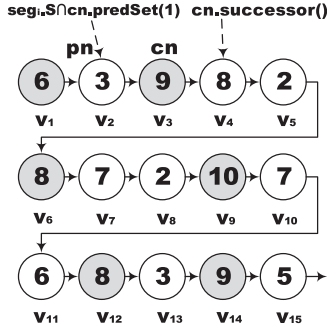 segᵢ.S∩cn.predSet(1) cn.successor()
pn cn
6 3 9 8 2
v₁ v₂ v₃ v₄ v₅
8 7 2 10 7
v₆ v₇ v₈ v₉ v₁₀
6 8 3 9 5
v₁₁ v₁₂ v₁₃ v₁₄ v₁₅